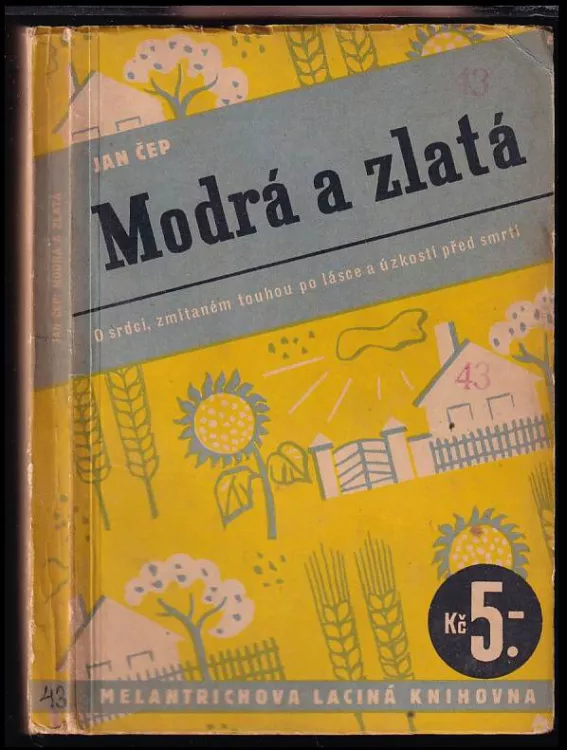 43
JAN ČEP
Modrá a zlatá
O srdci, zmítaném touhou po lásce a úzkostí před smrtí
43
Kč 5.-
MELANTRICHOVA LACINÁ KNIHOVNA
JAN ČEP: MODRÁ A ZLATÁ
43